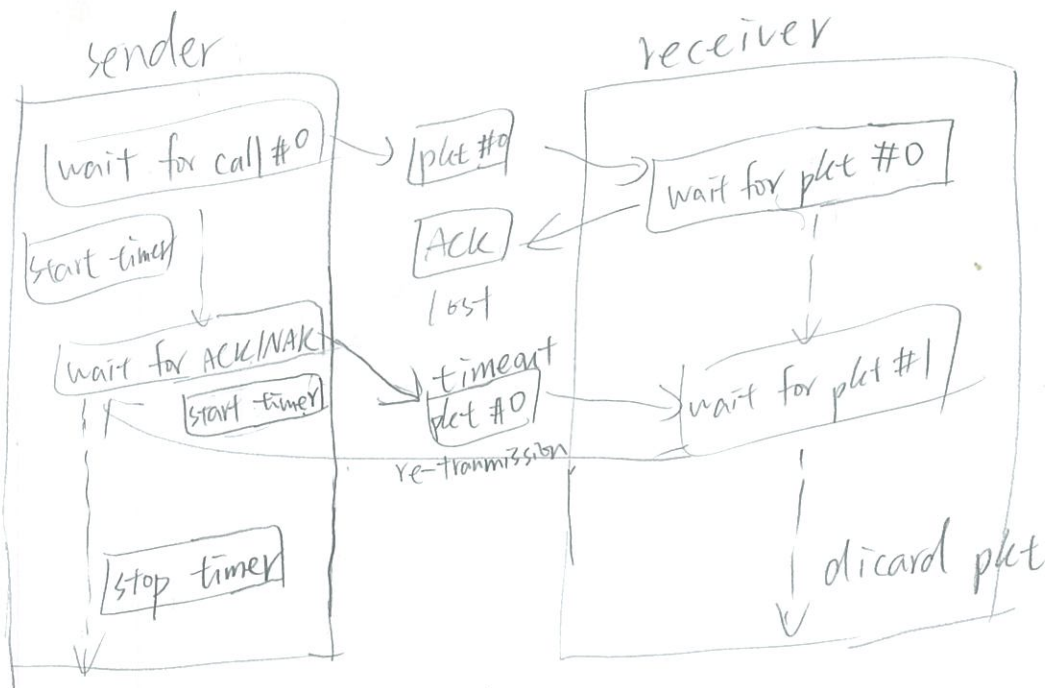 sender
receiver
wait for call #0
pkt #0
wait for pkt #0
start timer
ACK
lost
wait for ACK/NAK
timeout
start timer
pkt #0
wait for pkt #1
re-tranmission
stop timer
dicard pkt